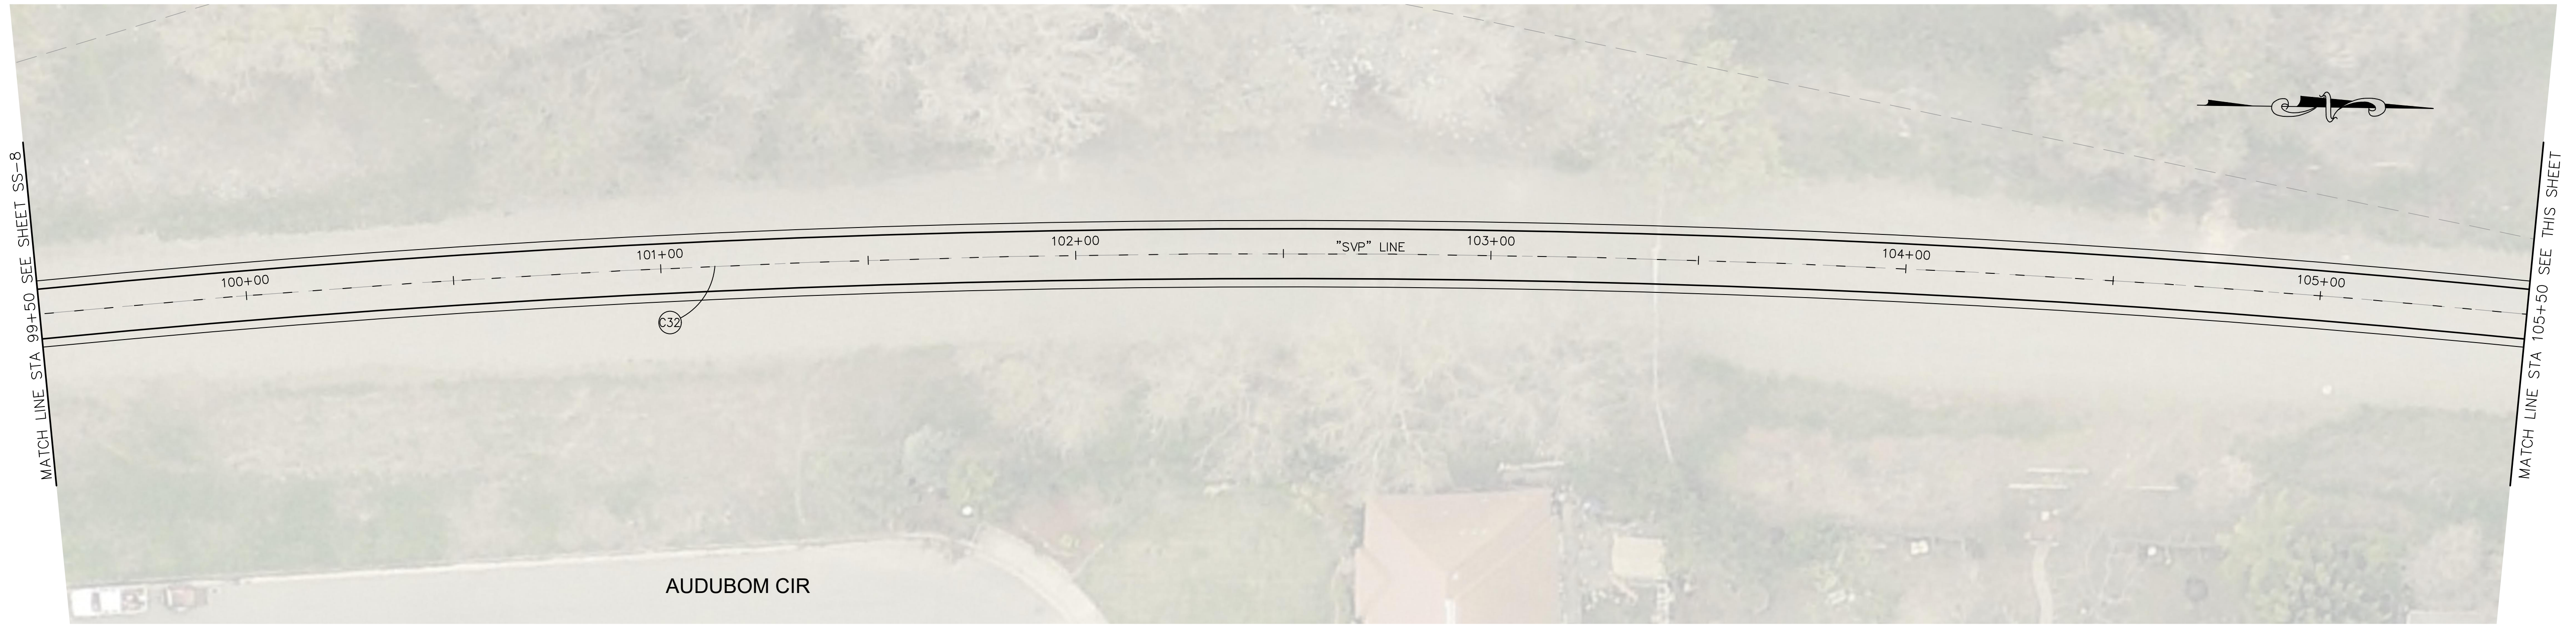 MATCH LINE STA 99+50 SEE SHEET SS-8
100+00
101+00
102+00
"SVP" LINE
103+00
104+00
105+00
C32
MATCH LINE STA 105+50 SEE THIS SHEET
N
AUDUBOM CIR